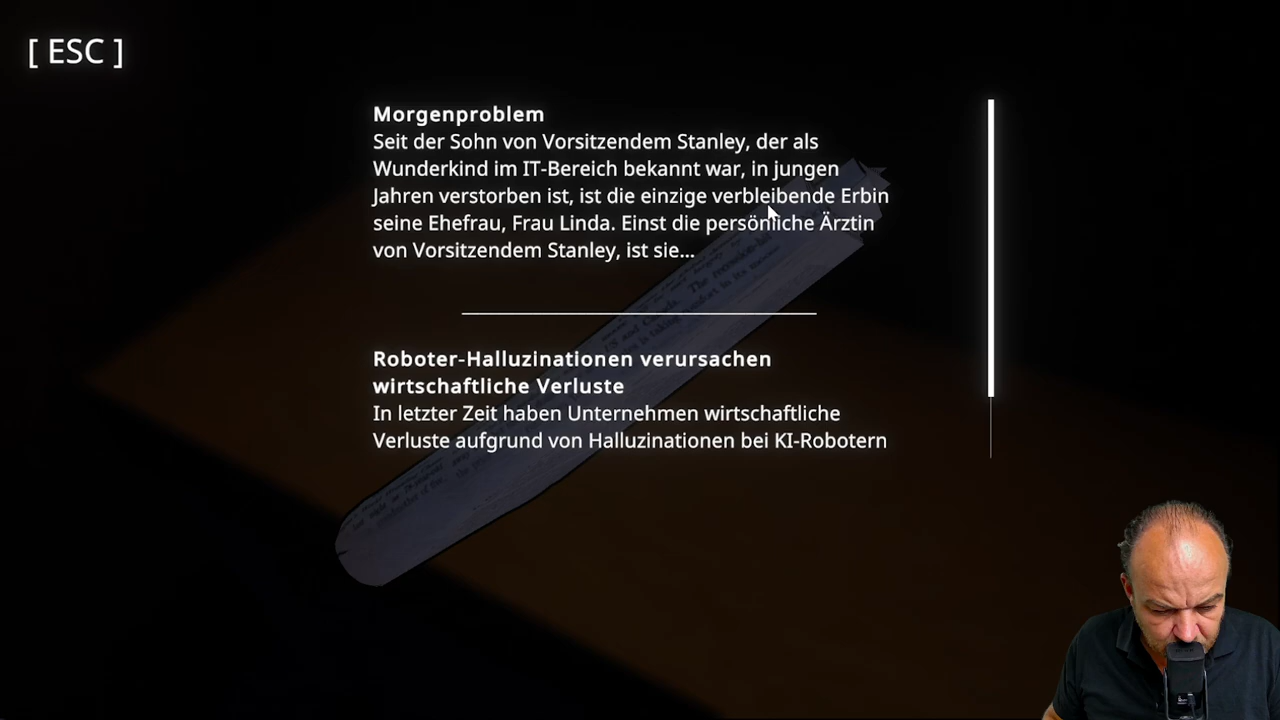 [ ESC ]
Morgenproblem
Seit der Sohn von Vorsitzendem Stanley, der als
Wunderkind im IT-Bereich bekannt war, in jungen
Jahren verstorben ist, ist die einzige verbleibende Erbin
seine Ehefrau, Frau Linda. Einst die persönliche Ärztin
von Vorsitzendem Stanley, ist sie...
Roboter-Halluzinationen verursachen
wirtschaftliche Verluste
In letzter Zeit haben Unternehmen wirtschaftliche
Verluste aufgrund von Halluzinationen bei KI-Robotern